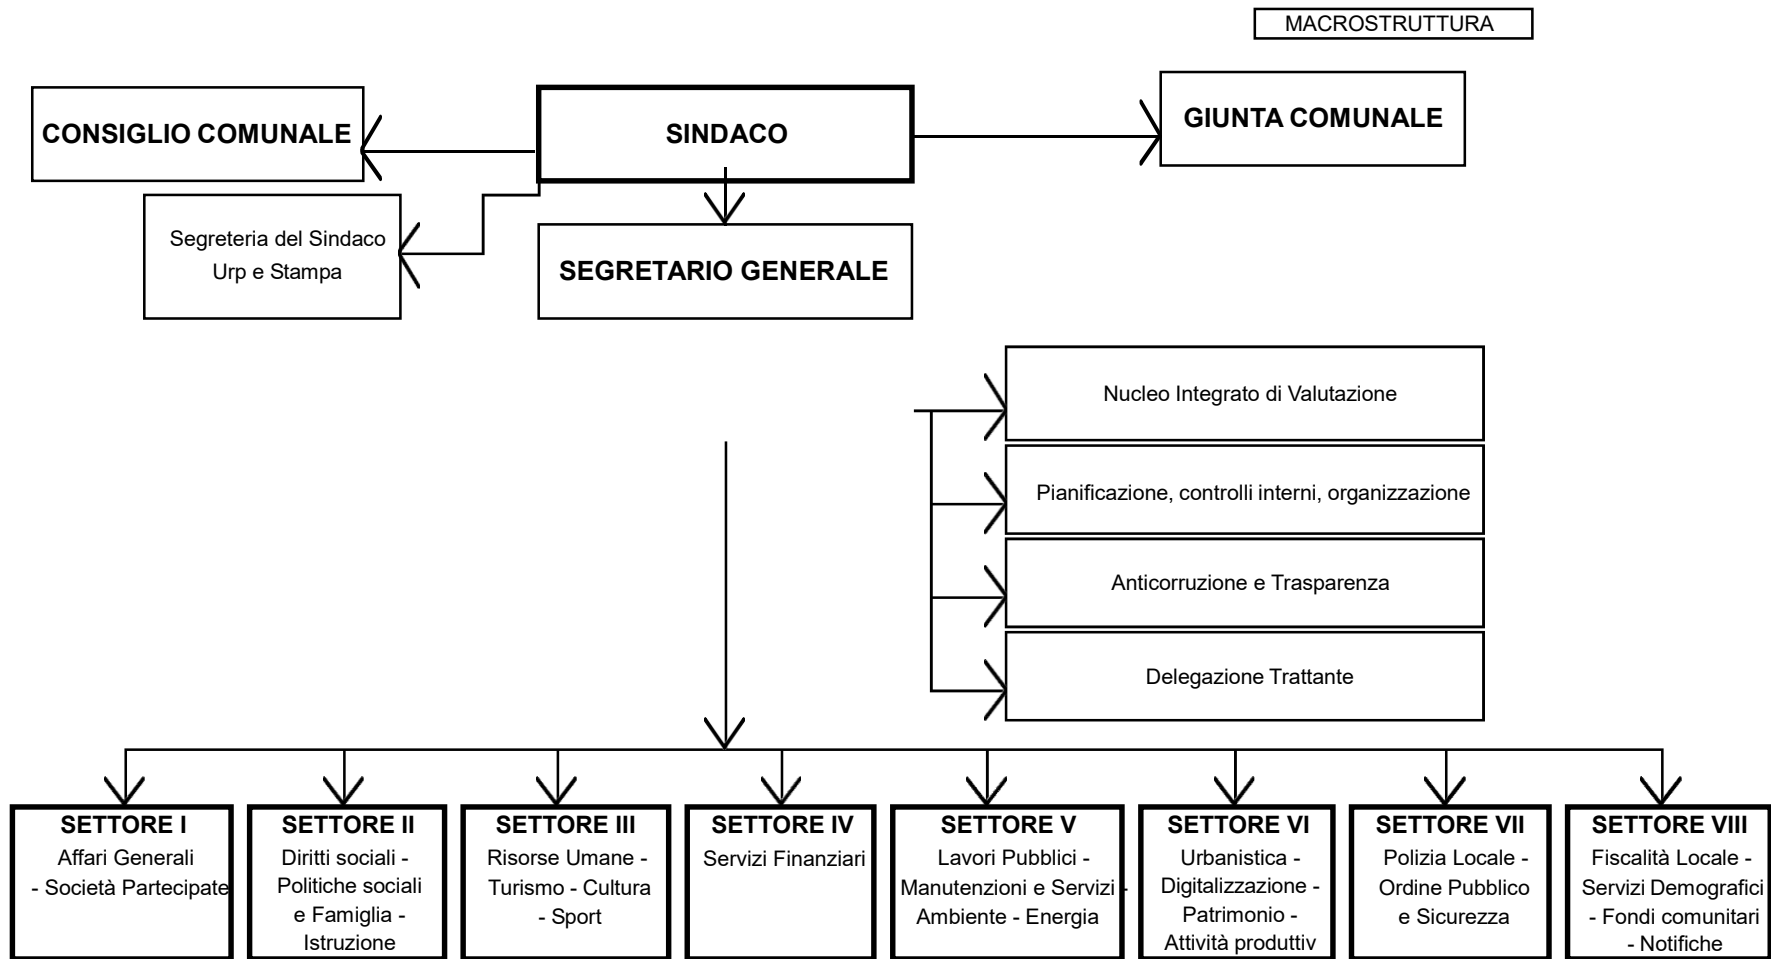 MACROSTRUTTURA
CONSIGLIO COMUNALE
SINDACO
GIUNTA COMUNALE
Segreteria del Sindaco
Urp e Stampa
SEGRETARIO GENERALE
Nucleo Integrato di Valutazione
Pianificazione, controlli interni, organizzazione
Anticorruzione e Trasparenza
Delegazione Trattante
SETTORE I
Affari Generali
- Società Partecipate
SETTORE II
Diritti sociali -
Politiche sociali
e Famiglia -
Istruzione
SETTORE III
Risorse Umane -
Turismo - Cultura
- Sport
SETTORE IV
Servizi Finanziari
SETTORE V
Lavori Pubblici -
Manutenzioni e Servizi -
Ambiente - Energia
SETTORE VI
Urbanistica -
Digitalizzazione -
Patrimonio -
Attività produttiv
SETTORE VII
Polizia Locale -
Ordine Pubblico
e Sicurezza
SETTORE VIII
Fiscalità Locale -
Servizi Demografici
- Fondi comunitari
- Notifiche